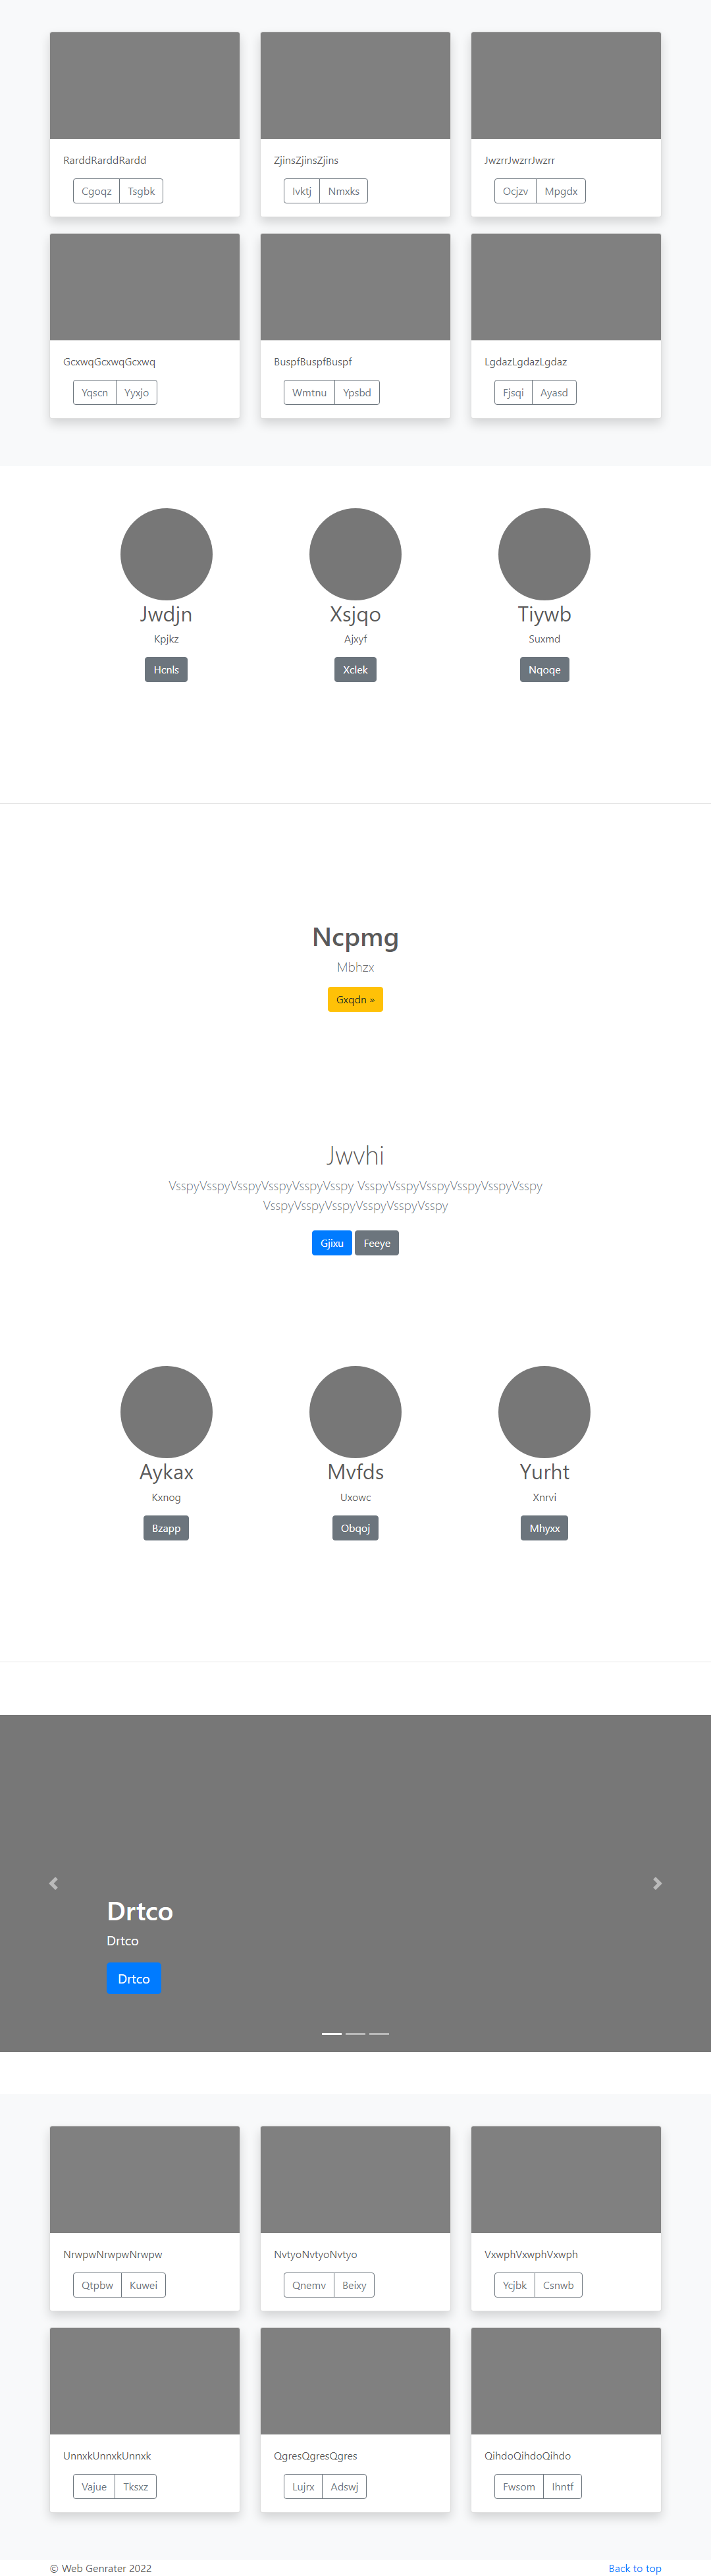 RarddRarddRardd ZjinsZjinsZjins JwzrrJwzrrJwzrr
Cgoqz Tsgbk Ivktj Nmxks Ocjzv Mpgdx
GcxwqGcxwqGcxwq BuspfBuspfBuspf LgdazLgdazLgdaz
Yqscn Yyxjo Wmtnu Ypsbd Fjsqi Ayasd
Jwdjn Xsjqo Tiywb
Kpjkz Ajxyf Suxmd
Hcnls Xclek Nqoqe
Ncpmg
Mbhzx
Gxqdn »
Jwvhi
VsspyVsspyVsspyVsspyVsspyVsspy VsspyVsspyVsspyVsspyVsspyVsspy
VsspyVsspyVsspyVsspyVsspyVsspy
Gjixu Feeye
Aykax Mvfds Yurht
Kxnog Uxowc Xnrvi
Bzapp Obqoj Mhyxx
Drtco
Drtco
Drtco
NrwpwNrwpwNrwpw NvtyoNvtyoNvtyo VxwphVxwphVxwph
Qtpbw Kuwei Qnemv Beixy Ycjbk Csnwb
UnnxkUnnxkUnnxk QgresQgresQgres QihdoQihdoQihdo
Vajue Tksxz Lujrx Adswj Fwsom Ihntf
© Web Genrater 2022 Back to top